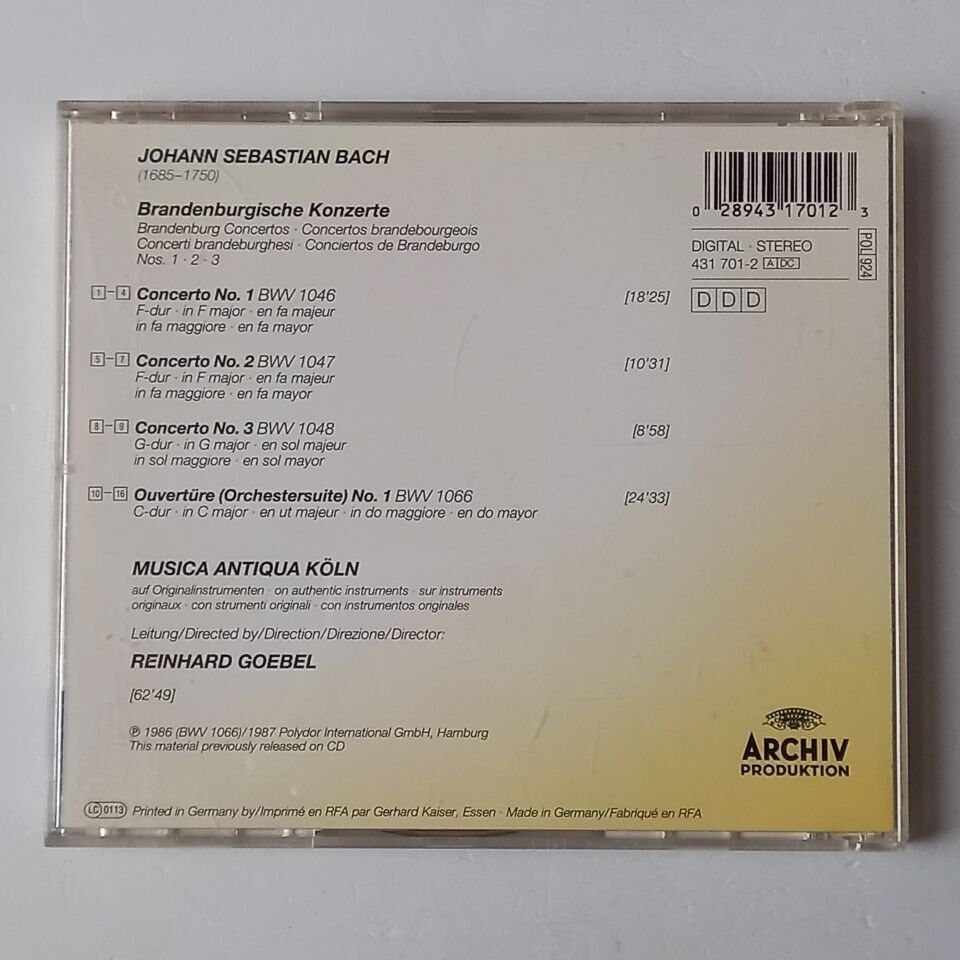 JOHANN SEBASTIAN BACH
(1685–1750)
Brandenburgische Konzerte
Brandenburg Concertos · Concertos brandebourgeois
Concerti brandeburghesi · Conciertos de Brandeburgo
Nos. 1 · 2 · 3
0 28943 17012 3
DIGITAL · STEREO
431 701-2 A DC
POL 924
DDD
1–4 Concerto No. 1 BWV 1046 [18'25]
F-dur · in F major · en fa majeur
in fa maggiore · en fa mayor
5–7 Concerto No. 2 BWV 1047 [10'31]
F-dur · in F major · en fa majeur
in fa maggiore · en fa mayor
8–9 Concerto No. 3 BWV 1048 [8'58]
G-dur · in G major · en sol majeur
in sol maggiore · en sol mayor
10–16 Ouvertüre (Orchestersuite) No. 1 BWV 1066 [24'33]
C-dur · in C major · en ut majeur · in do maggiore · en do mayor
MUSICA ANTIQUA KÖLN
auf Originalinstrumenten · on authentic instruments · sur instruments
originaux · con strumenti originali · con instrumentos originales
Leitung/Directed by/Direction/Direzione/Director:
REINHARD GOEBEL
[62'49]
℗ 1986 (BWV 1066)/1987 Polydor International GmbH, Hamburg
This material previously released on CD
ARCHIV
PRODUKTION
LC 0113 Printed in Germany by/Imprimé en RFA par Gerhard Kaiser, Essen · Made in Germany/Fabriqué en RFA